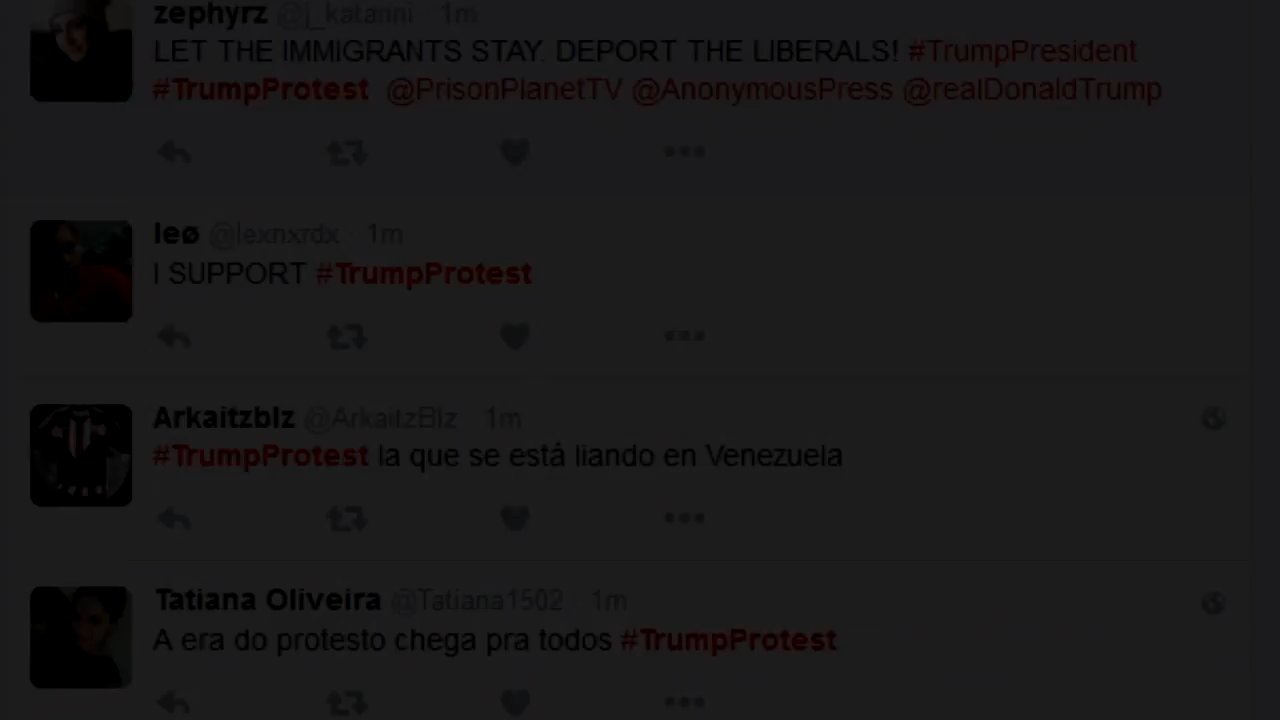 zephyrz @j_katanni · 1m
LET THE IMMIGRANTS STAY. DEPORT THE LIBERALS! #TrumpPresident
#TrumpProtest @PrisonPlanetTV @AnonymousPress @realDonaldTrump
leø @lexnxrdx · 1m
I SUPPORT #TrumpProtest
Arkaitzblz @ArkaitzBlz · 1m
#TrumpProtest la que se está liando en Venezuela
Tatiana Oliveira @Tatiana1502 · 1m
A era do protesto chega pra todos #TrumpProtest